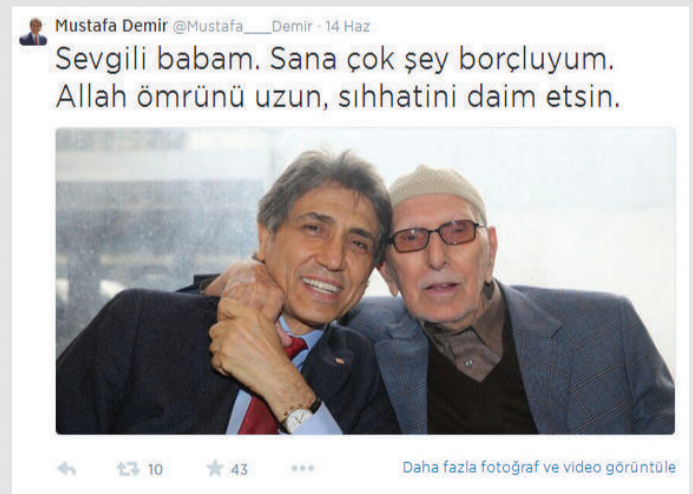 Mustafa Demir @Mustafa___Demir · 14 Haz
Sevgili babam. Sana çok şey borçluyum.
Allah ömrünü uzun, sıhhatini daim etsin.
10 43 Daha fazla fotoğraf ve video görüntüle